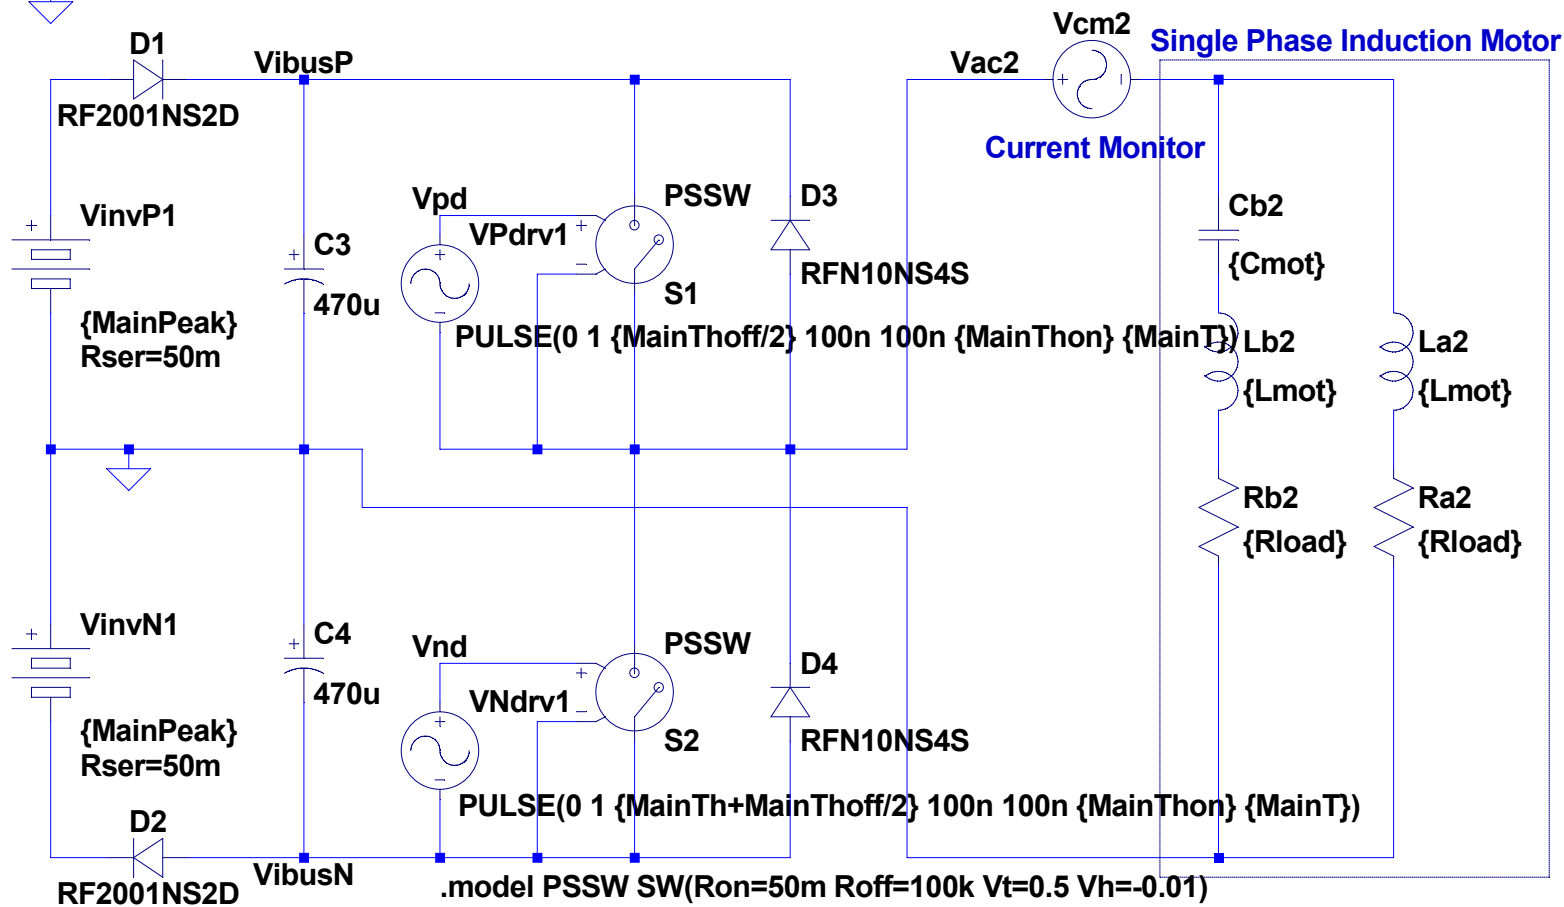 Vcm2
Single Phase Induction Motor
D1
VibusP
Vac2
RF2001NS2D
Current Monitor
Vpd
PSSW
D3
VinvP1
VPdrv1
C3
Cb2
{Cmot}
RFN10NS4S
S1
470u
{MainPeak}
Rser=50m
PULSE(0 1 {MainThoff/2} 100n 100n {MainThon} {MainT})
Lb2
La2
{Lmot}
{Lmot}
Rb2
Ra2
{Rload}
{Rload}
VinvN1
C4
Vnd
PSSW
D4
470u
VNdrv1
{MainPeak}
Rser=50m
S2
RFN10NS4S
PULSE(0 1 {MainTh+MainThoff/2} 100n 100n {MainThon} {MainT})
D2
VibusN
RF2001NS2D
.model PSSW SW(Ron=50m Roff=100k Vt=0.5 Vh=-0.01)